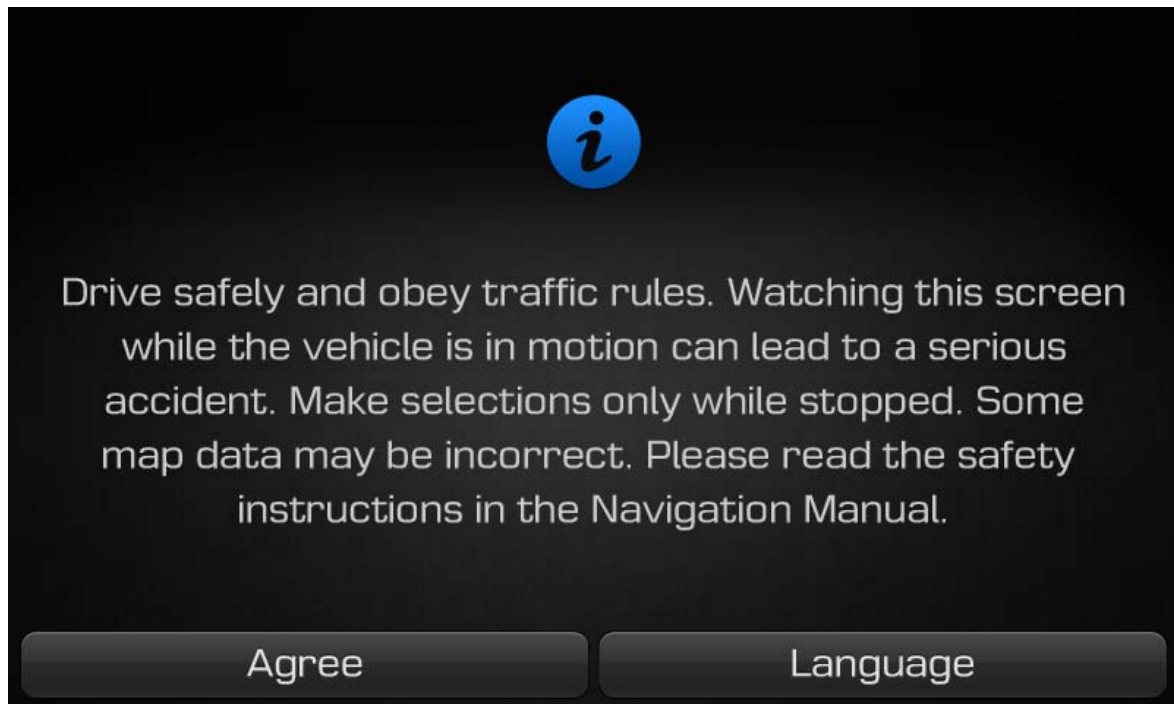 Drive safely and obey traffic rules. Watching this screen
while the vehicle is in motion can lead to a serious
accident. Make selections only while stopped. Some
map data may be incorrect. Please read the safety
instructions in the Navigation Manual.
Agree
Language